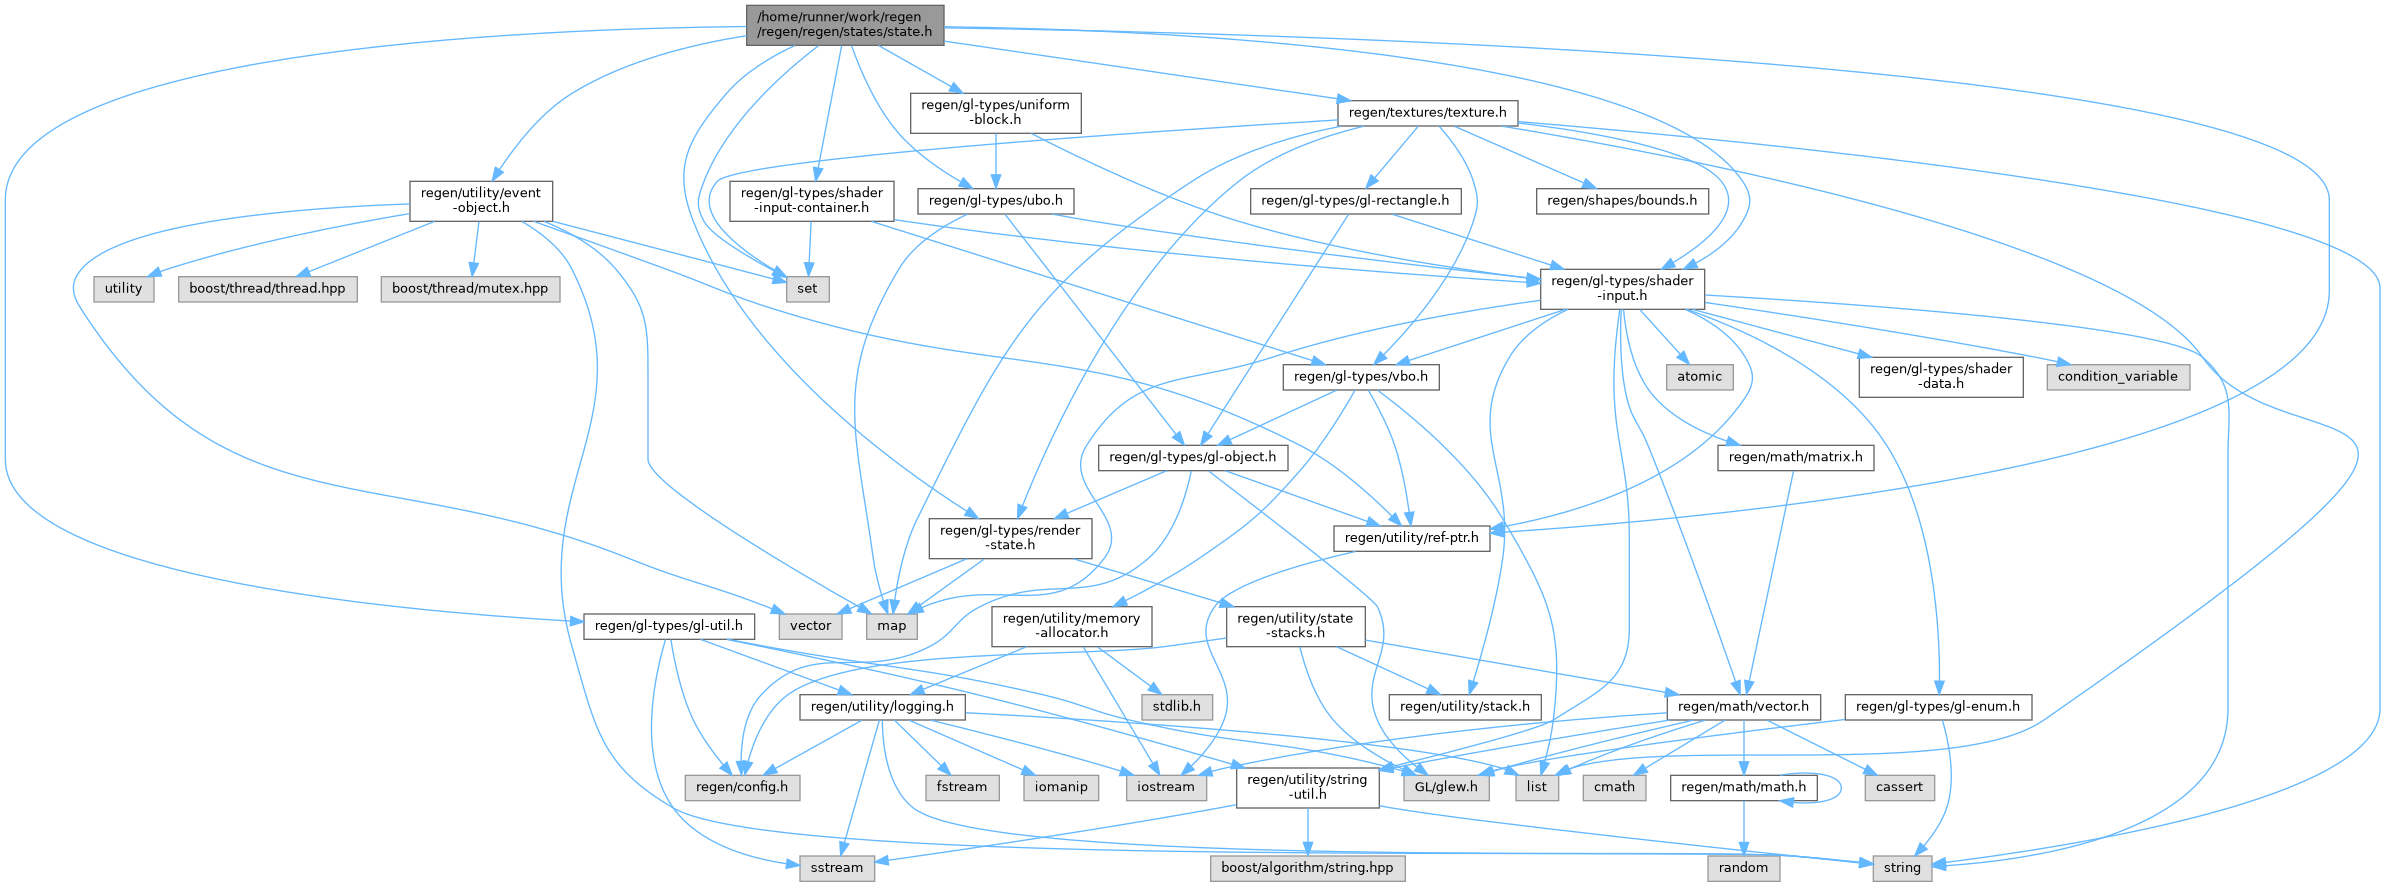 /home/runner/work/regen
/regen/regen/states/state.h
regen/gl-types/uniform
-block.h
regen/textures/texture.h
regen/utility/event
-object.h
regen/gl-types/shader
-input-container.h
regen/gl-types/ubo.h
regen/gl-types/gl-rectangle.h
regen/shapes/bounds.h
utility
boost/thread/thread.hpp
boost/thread/mutex.hpp
set
regen/gl-types/shader
-input.h
regen/gl-types/vbo.h
atomic
regen/gl-types/shader
-data.h
condition_variable
regen/gl-types/gl-object.h
regen/math/matrix.h
regen/gl-types/render
-state.h
regen/utility/ref-ptr.h
regen/gl-types/gl-util.h
vector
map
regen/utility/memory
-allocator.h
regen/utility/state
-stacks.h
regen/utility/logging.h
stdlib.h
regen/utility/stack.h
regen/math/vector.h
regen/gl-types/gl-enum.h
regen/config.h
fstream
iomanip
iostream
regen/utility/string
-util.h
GL/glew.h
list
cmath
regen/math/math.h
cassert
sstream
boost/algorithm/string.hpp
random
string